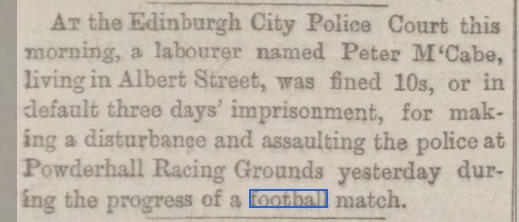 At the Edinburgh City Police Court this
morning, a labourer named Peter M‘Cabe,
living in Albert Street, was fined 10s, or in
default three days' imprisonment, for mak-
ing a disturbance and assaulting the police at
Powderhall Racing Grounds yesterday dur-
ing the progress of a football match.